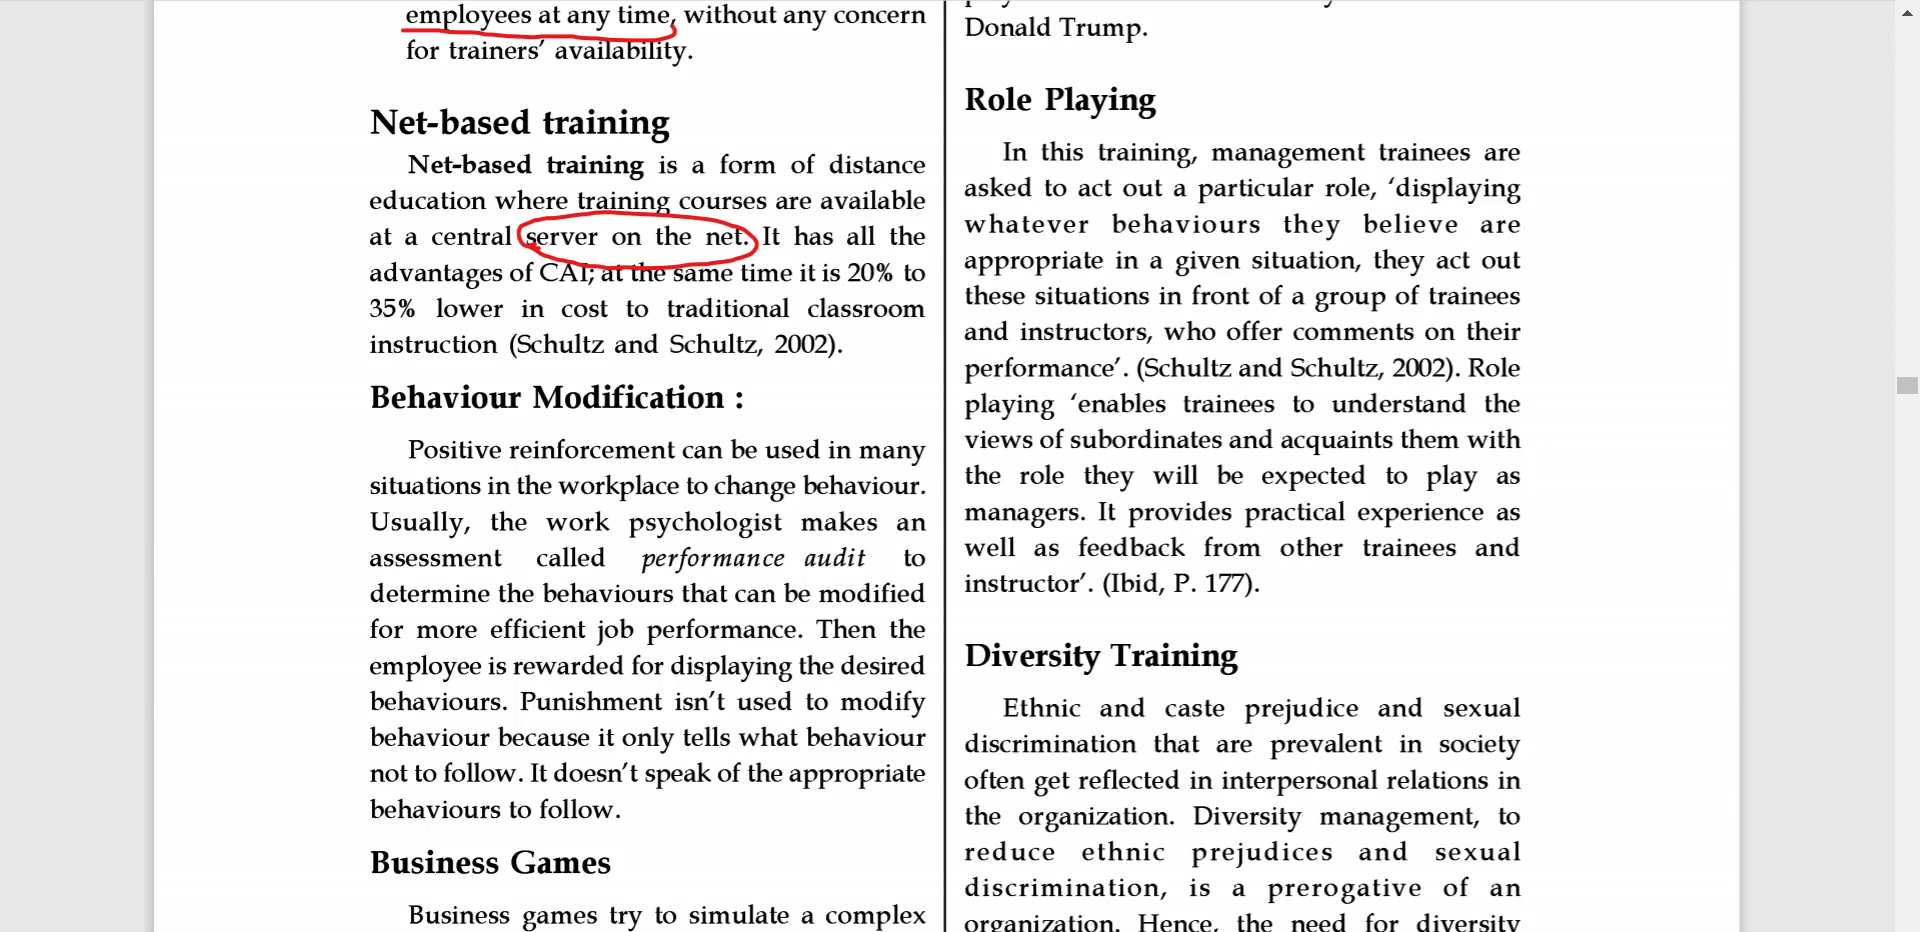 employees at any time, without any concern
for trainers' availability.
Net-based training
Net-based training is a form of distance
education where training courses are available
at a central server on the net. It has all the
advantages of CAI; at the same time it is 20% to
35% lower in cost to traditional classroom
instruction (Schultz and Schultz, 2002).
Behaviour Modification :
Positive reinforcement can be used in many
situations in the workplace to change behaviour.
Usually, the work psychologist makes an
assessment called performance audit to
determine the behaviours that can be modified
for more efficient job performance. Then the
employee is rewarded for displaying the desired
behaviours. Punishment isn't used to modify
behaviour because it only tells what behaviour
not to follow. It doesn't speak of the appropriate
behaviours to follow.
Business Games
Business games try to simulate a complex
Donald Trump.
Role Playing
In this training, management trainees are
asked to act out a particular role, 'displaying
whatever behaviours they believe are
appropriate in a given situation, they act out
these situations in front of a group of trainees
and instructors, who offer comments on their
performance'. (Schultz and Schultz, 2002). Role
playing 'enables trainees to understand the
views of subordinates and acquaints them with
the role they will be expected to play as
managers. It provides practical experience as
well as feedback from other trainees and
instructor'. (Ibid, P. 177).
Diversity Training
Ethnic and caste prejudice and sexual
discrimination that are prevalent in society
often get reflected in interpersonal relations in
the organization. Diversity management, to
reduce ethnic prejudices and sexual
discrimination, is a prerogative of an
organization. Hence, the need for diversity